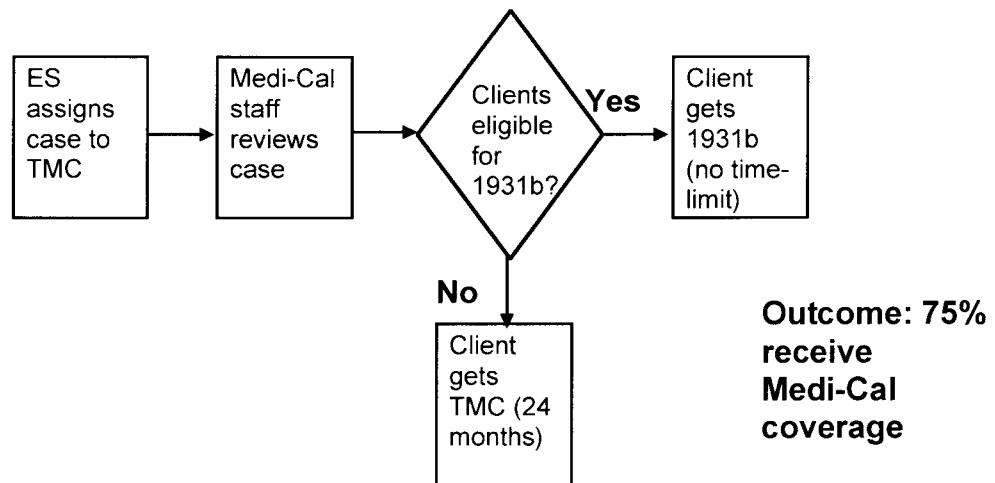 ES
assigns
case to
TMC
Medi-Cal
staff
reviews
case
Clients
eligible
for
1931b?
Yes
Client
gets
1931b
(no time-
limit)
No
Client
gets
TMC (24
months)
Outcome: 75%
receive
Medi-Cal
coverage